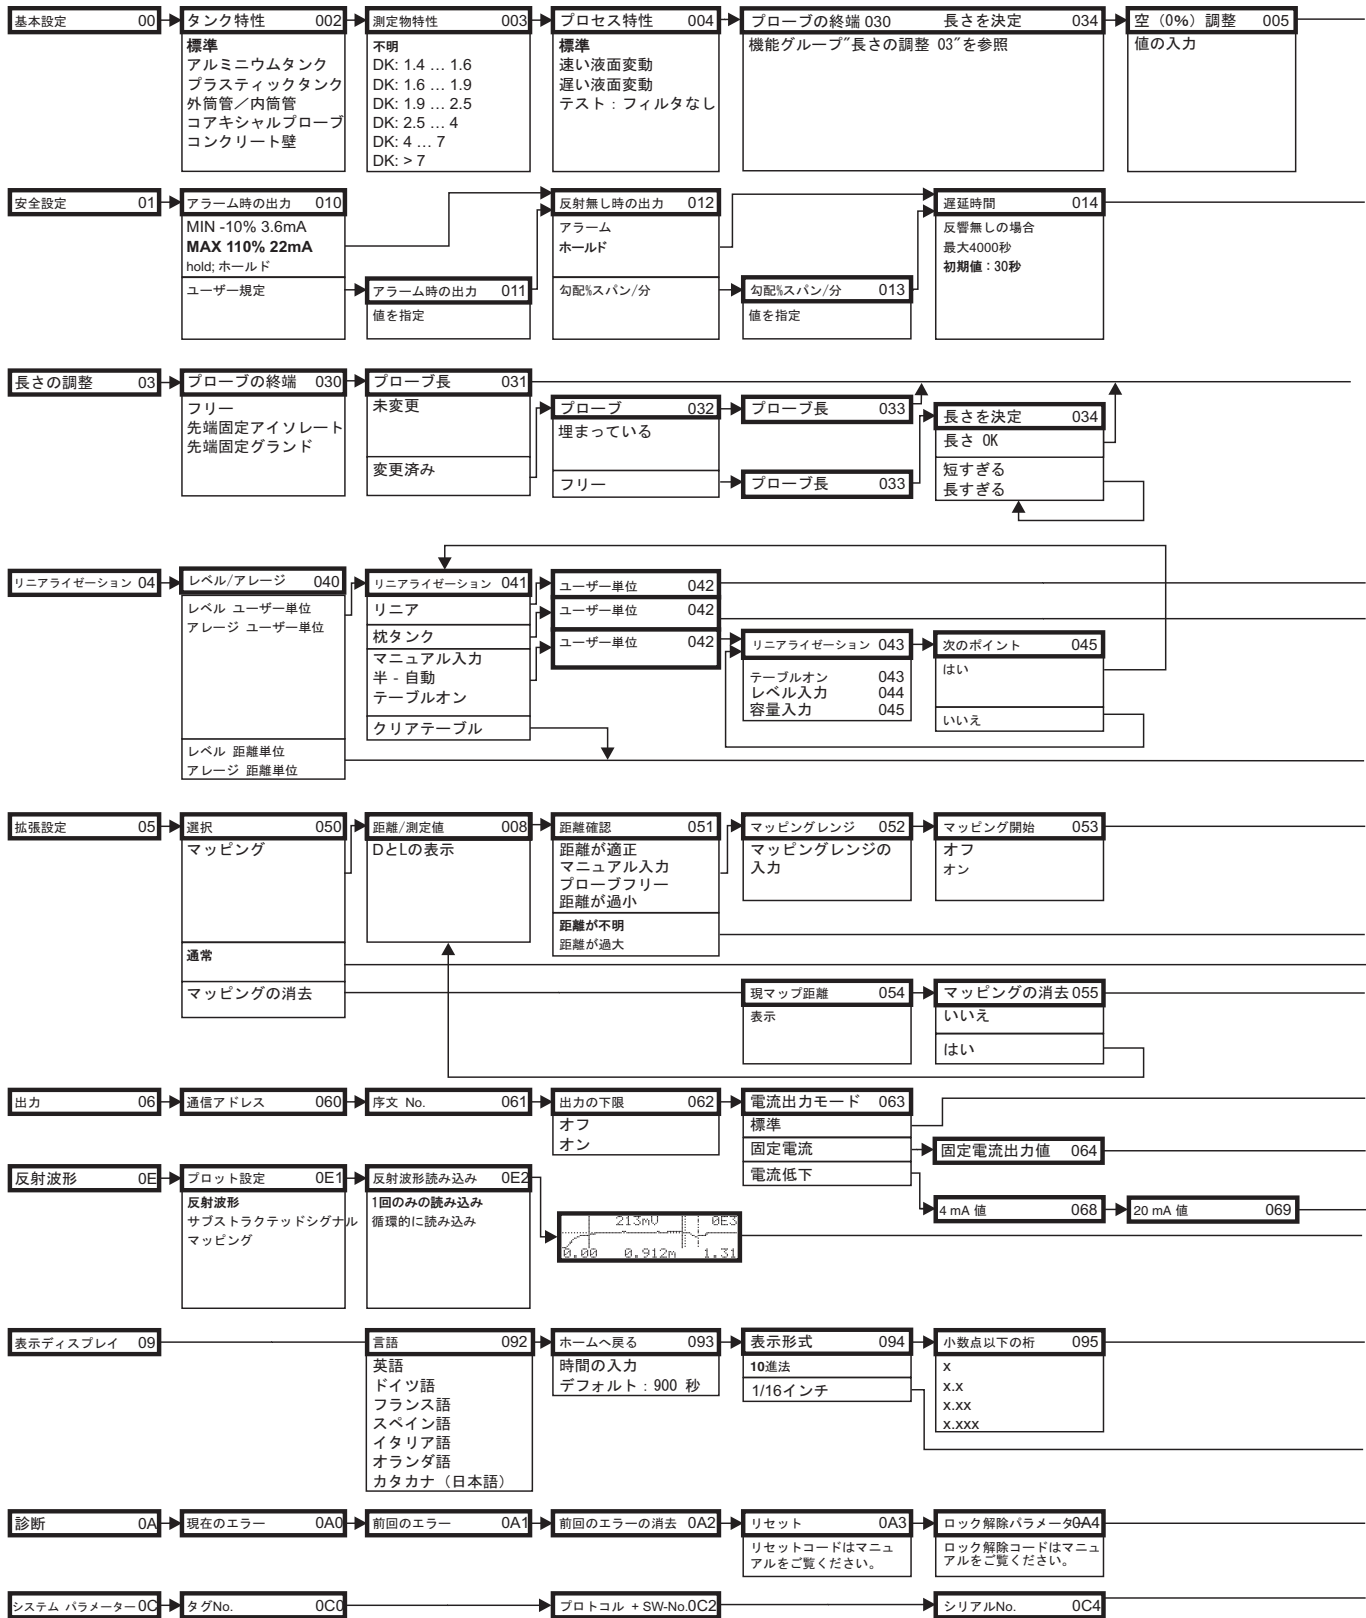 基本設定 00
タンク特性 002
標準
アルミニウムタンク
プラスティックタンク
外筒管／内筒管
コアキシャルプローブ
コンクリート壁
測定物特性 003
不明
DK: 1.4 … 1.6
DK: 1.6 … 1.9
DK: 1.9 … 2.5
DK: 2.5 … 4
DK: 4 … 7
DK: > 7
プロセス特性 004
標準
速い液面変動
遅い液面変動
テスト：フィルタなし
プローブの終端 030 長さを決定 034
機能グループ"長さの調整 03"を参照
空（0%）調整 005
値の入力
安全設定 01
アラーム時の出力 010
MIN -10% 3.6mA
MAX 110% 22mA
hold; ホールド
ユーザー規定
アラーム時の出力 011
値を指定
反射無し時の出力 012
アラーム
ホールド
勾配%スパン/分
勾配%スパン/分 013
値を指定
遅延時間 014
反響無しの場合
最大4000秒
初期値：30秒
長さの調整 03
プローブの終端 030
フリー
先端固定アイソレート
先端固定グランド
プローブ長 031
未変更
変更済み
プローブ 032
埋まっている
フリー
プローブ長 033
プローブ長 033
長さを決定 034
長さ OK
短すぎる
長すぎる
リニアライゼーション 04
レベル/アレージ 040
レベル ユーザー単位
アレージ ユーザー単位
レベル 距離単位
アレージ 距離単位
リニアライゼーション 041
リニア
枕タンク
マニュアル入力
半 - 自動
テーブルオン
クリアテーブル
ユーザー単位 042
ユーザー単位 042
ユーザー単位 042
リニアライゼーション 043
テーブルオン 043
レベル入力 044
容量入力 045
次のポイント 045
はい
いいえ
拡張設定 05
選択 050
マッピング
通常
マッピングの消去
距離/測定値 008
DとLの表示
距離確認 051
距離が適正
マニュアル入力
プローブフリー
距離が過小
距離が不明
距離が過大
マッピングレンジ 052
マッピングレンジの
入力
マッピング開始 053
オフ
オン
現マップ距離 054
表示
マッピングの消去 055
いいえ
はい
出力 06
通信アドレス 060
序文 No. 061
出力の下限 062
オフ
オン
電流出力モード 063
標準
固定電流
電流低下
固定電流出力値 064
4 mA 値 068
20 mA 値 069
反射波形 0E
プロット設定 0E1
反射波形
サブストラクテッドシグナル
マッピング
反射波形読み込み 0E2
1回のみの読み込み
循環的に読み込み
213mV 0E3
0.00 0.912m 1.31
表示ディスプレイ 09
言語 092
英語
ドイツ語
フランス語
スペイン語
イタリア語
オランダ語
カタカナ（日本語）
ホームへ戻る 093
時間の入力
デフォルト：900 秒
表示形式 094
10進法
1/16インチ
小数点以下の桁 095
x
x.x
x.xx
x.xxx
診断 0A
現在のエラー 0A0
前回のエラー 0A1
前回のエラーの消去 0A2
リセット 0A3
リセットコードはマニュ
アルをご覧ください。
ロック解除パラメータ 0A4
ロック解除コードはマニュ
アルをご覧ください。
システム パラメーター 0C
タグNo. 0C0
プロトコル + SW-No. 0C2
シリアルNo. 0C4